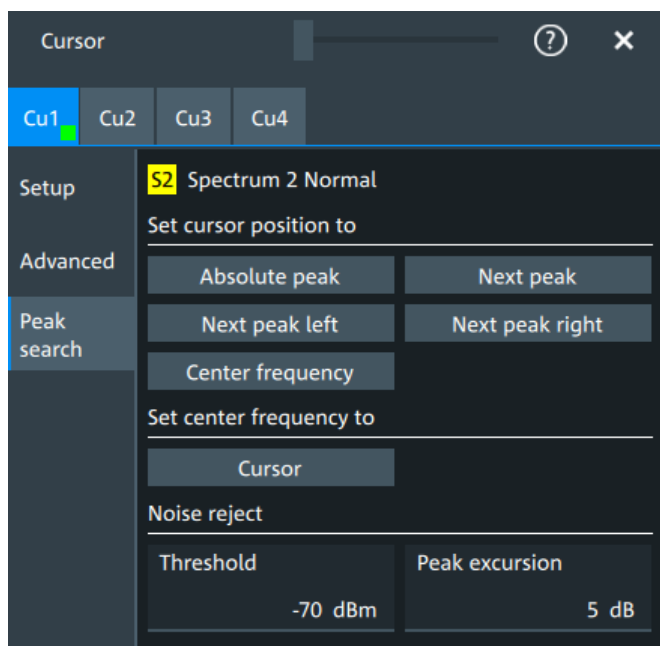 Cursor ? ×
Cu1 Cu2 Cu3 Cu4
Setup
Advanced
Peak
search
S2 Spectrum 2 Normal
Set cursor position to
Absolute peak Next peak
Next peak left Next peak right
Center frequency
Set center frequency to
Cursor
Noise reject
Threshold Peak excursion
-70 dBm 5 dB